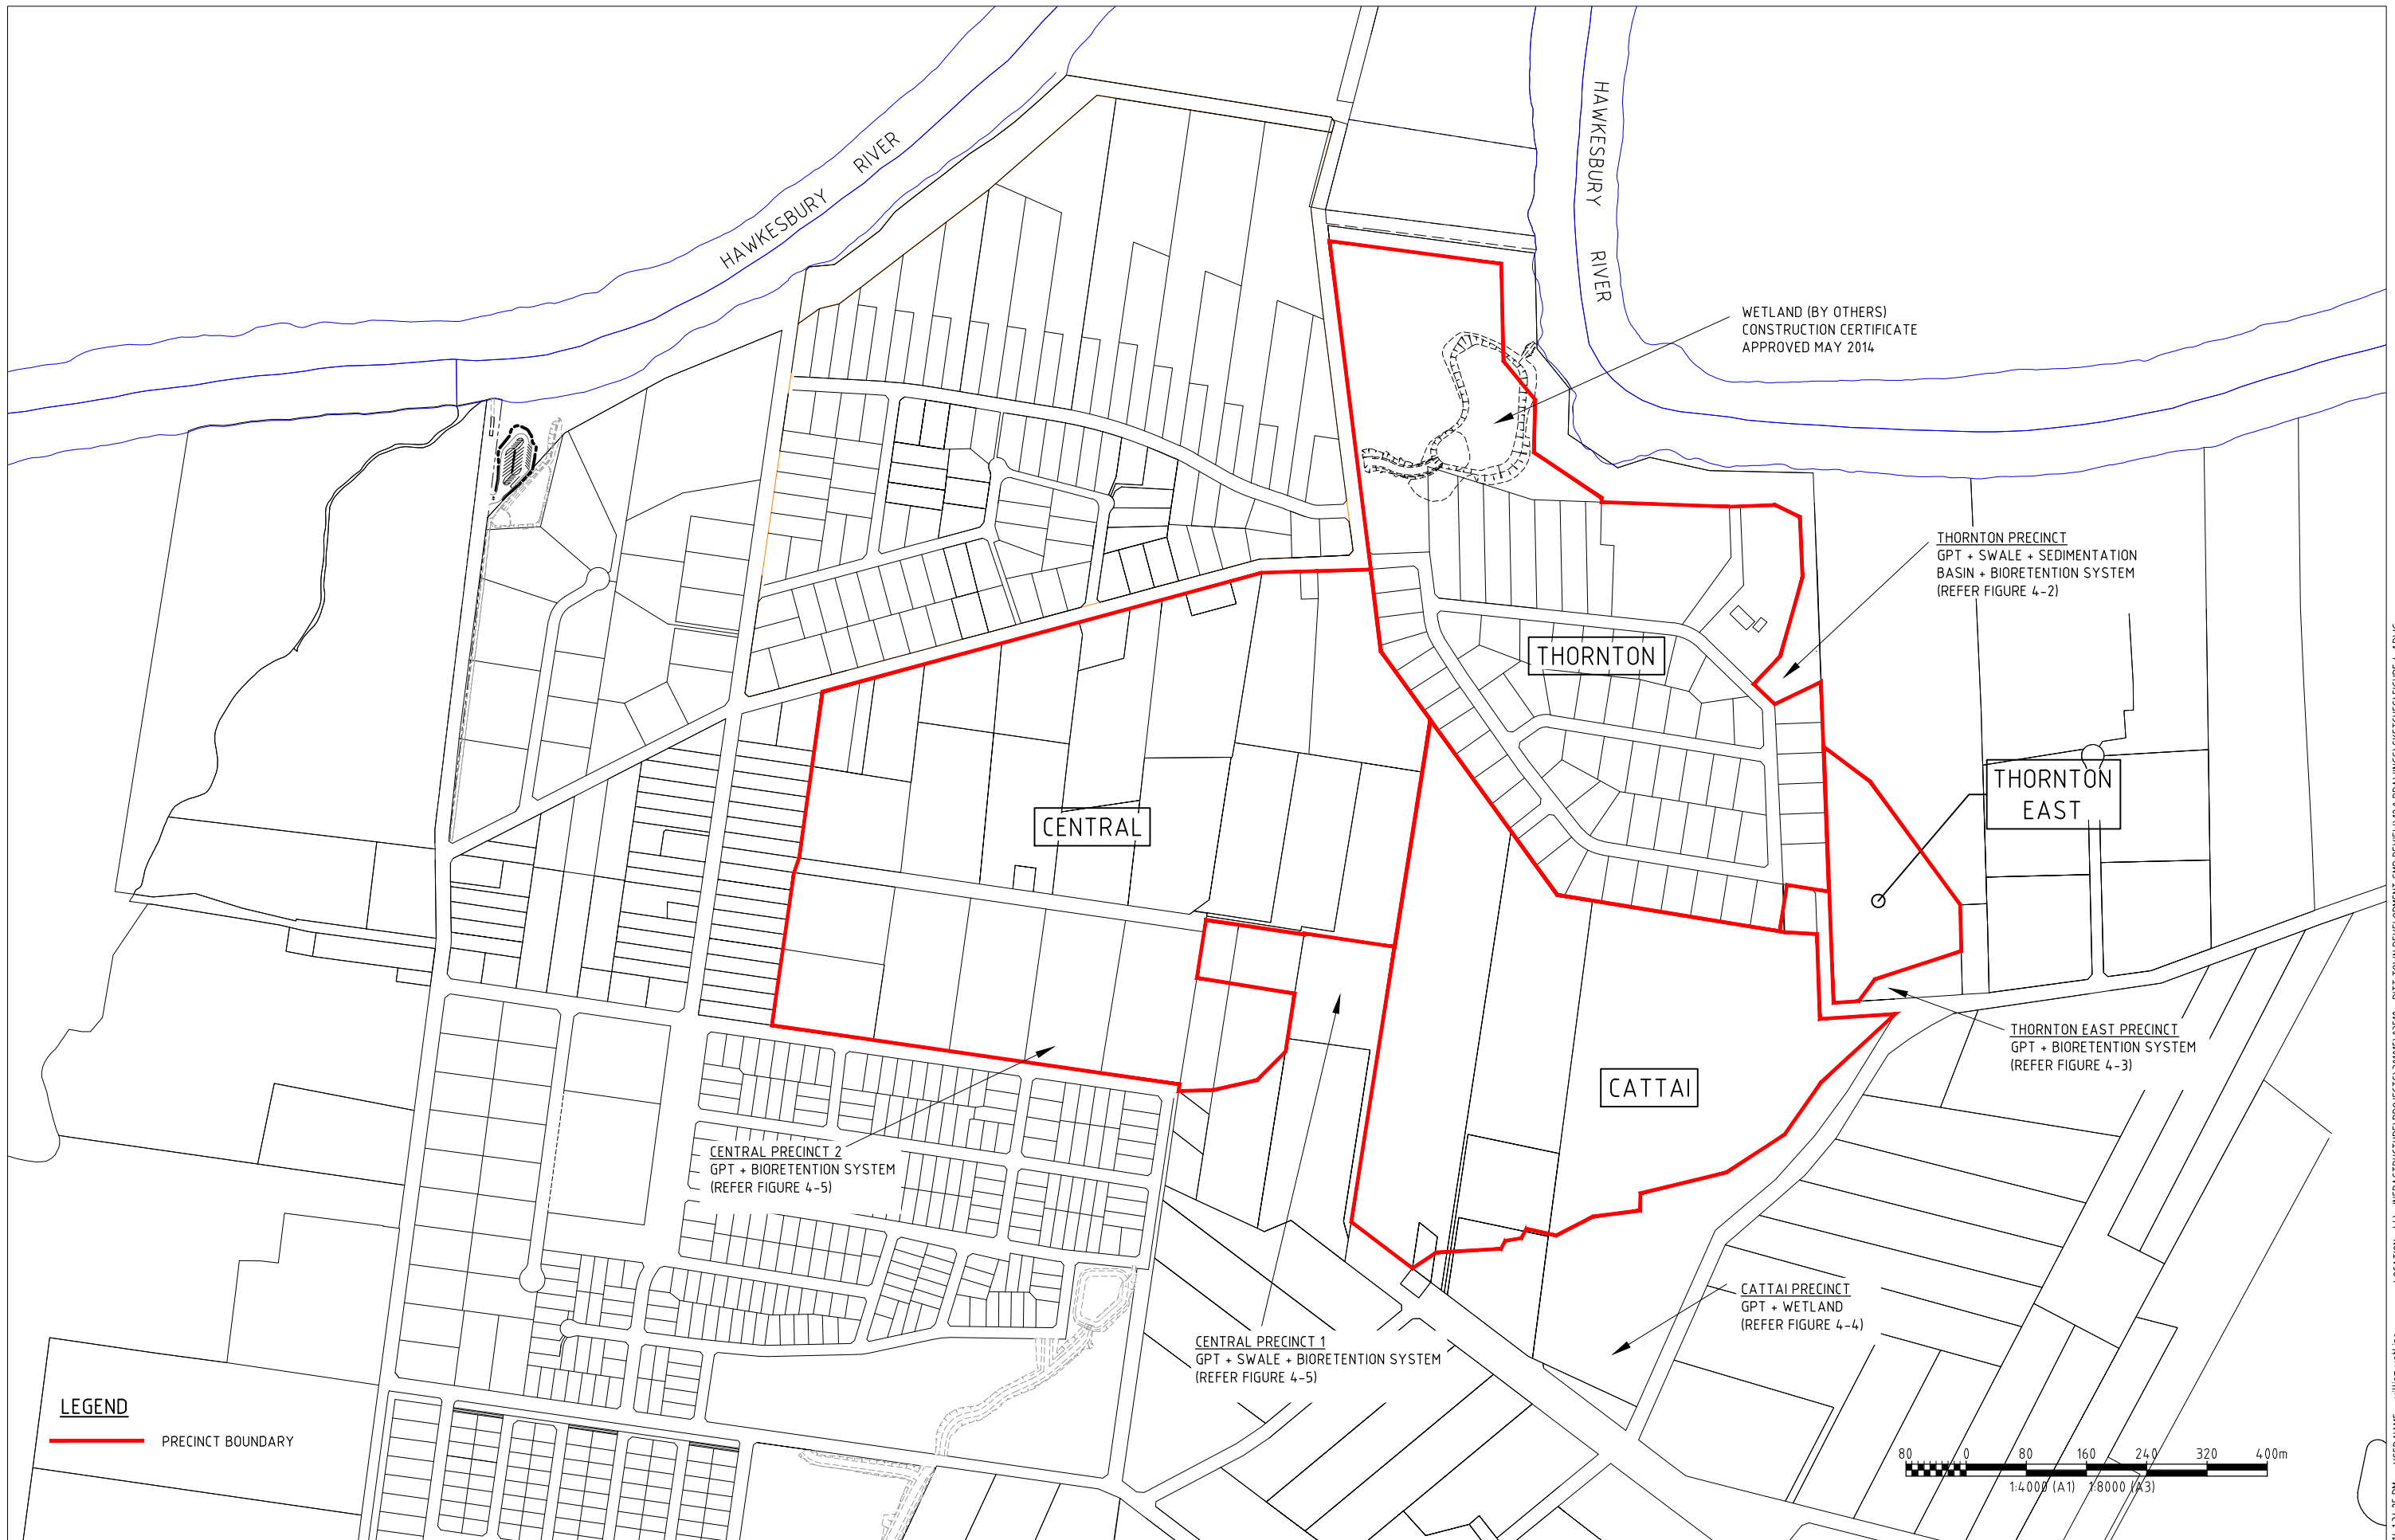 HAWKESBURY RIVER
HAWKESBURY RIVER
WETLAND (BY OTHERS)
CONSTRUCTION CERTIFICATE
APPROVED MAY 2014
THORNTON PRECINCT
GPT + SWALE + SEDIMENTATION
BASIN + BIORETENTION SYSTEM
(REFER FIGURE 4-2)
THORNTON
THORNTON
EAST
CENTRAL
THORNTON EAST PRECINCT
GPT + BIORETENTION SYSTEM
(REFER FIGURE 4-3)
CATTAI
CENTRAL PRECINCT 2
GPT + BIORETENTION SYSTEM
(REFER FIGURE 4-5)
CATTAI PRECINCT
GPT + WETLAND
(REFER FIGURE 4-4)
CENTRAL PRECINCT 1
GPT + SWALE + BIORETENTION SYSTEM
(REFER FIGURE 4-5)
LEGEND
PRECINCT BOUNDARY
80 0 80 160 240 320 400m
1:4000 (A1) 1:8000 (A3)